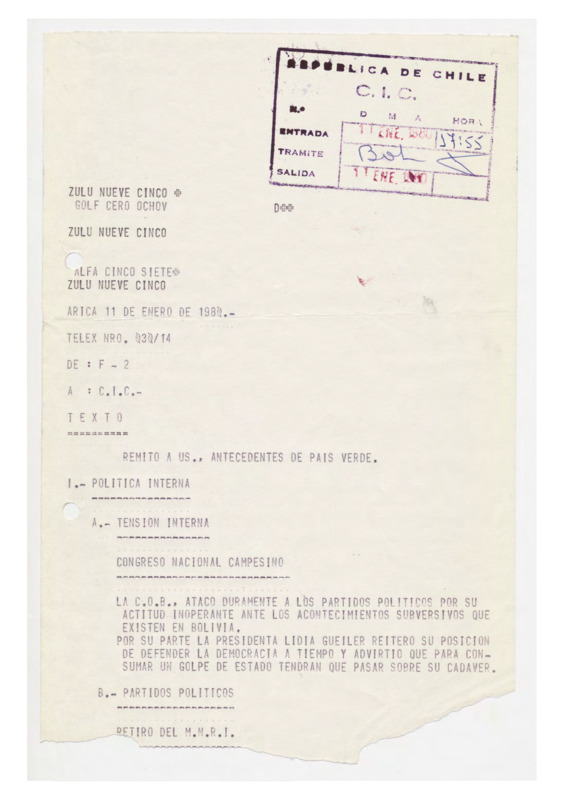 REPUBLICA DE CHILE
C. I. C.
N.º
D M A HORA
ENTRADA 11 ENE. 1980 17:55
TRAMITE Bol
SALIDA 11 ENE. 1980
ZULU NUEVE CINCO
GOLF CERO OCHOV
D
ZULU NUEVE CINCO
ALFA CINCO SIETE
ZULU NUEVE CINCO
ARICA 11 DE ENERO DE 1980.-
TELEX NRO. 030/14
DE : F - 2
A : C.I.C.-
T E X T O
==========
REMITO A US., ANTECEDENTES DE PAIS VERDE.
I.- POLITICA INTERNA
----------------
A.- TENSION INTERNA
---------------
CONGRESO NACIONAL CAMPESINO
----------------------------
LA C.O.B., ATACO DURAMENTE A LOS PARTIDOS POLITICOS POR SU
ACTITUD INOPERANTE ANTE LOS ACONTECIMIENTOS SUBVERSIVOS QUE
EXISTEN EN BOLIVIA.
POR SU PARTE LA PRESIDENTA LIDIA GUEILER REITERO SU POSICION
DE DEFENDER LA DEMOCRACIA A TIEMPO Y ADVIRTIO QUE PARA CON-
SUMAR UN GOLPE DE ESTADO TENDRAN QUE PASAR SOBRE SU CADAVER.
B.- PARTIDOS POLITICOS
-------------------
RETIRO DEL M.N.R.I.
-----------------